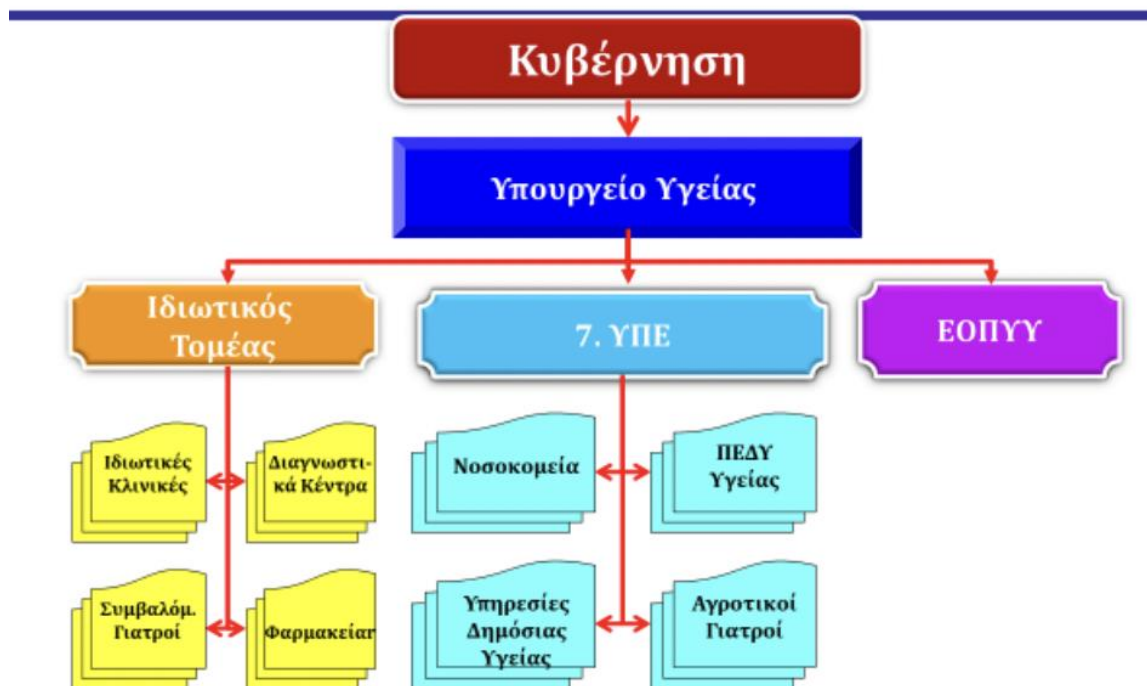 Κυβέρνηση
Υπουργείο Υγείας
Ιδιωτικός
Τομέας
7. ΥΠΕ
ΕΟΠΥΥ
Ιδιωτικές
Κλινικές
Διαγνωστι-
κά Κέντρα
Νοσοκομεία
ΠΕΔΥ
Υγείας
Συμβαλόμ.
Γιατροί
Φαρμακείαr
Υπηρεσίες
Δημόσιας
Υγείας
Αγροτικοί
Γιατροί